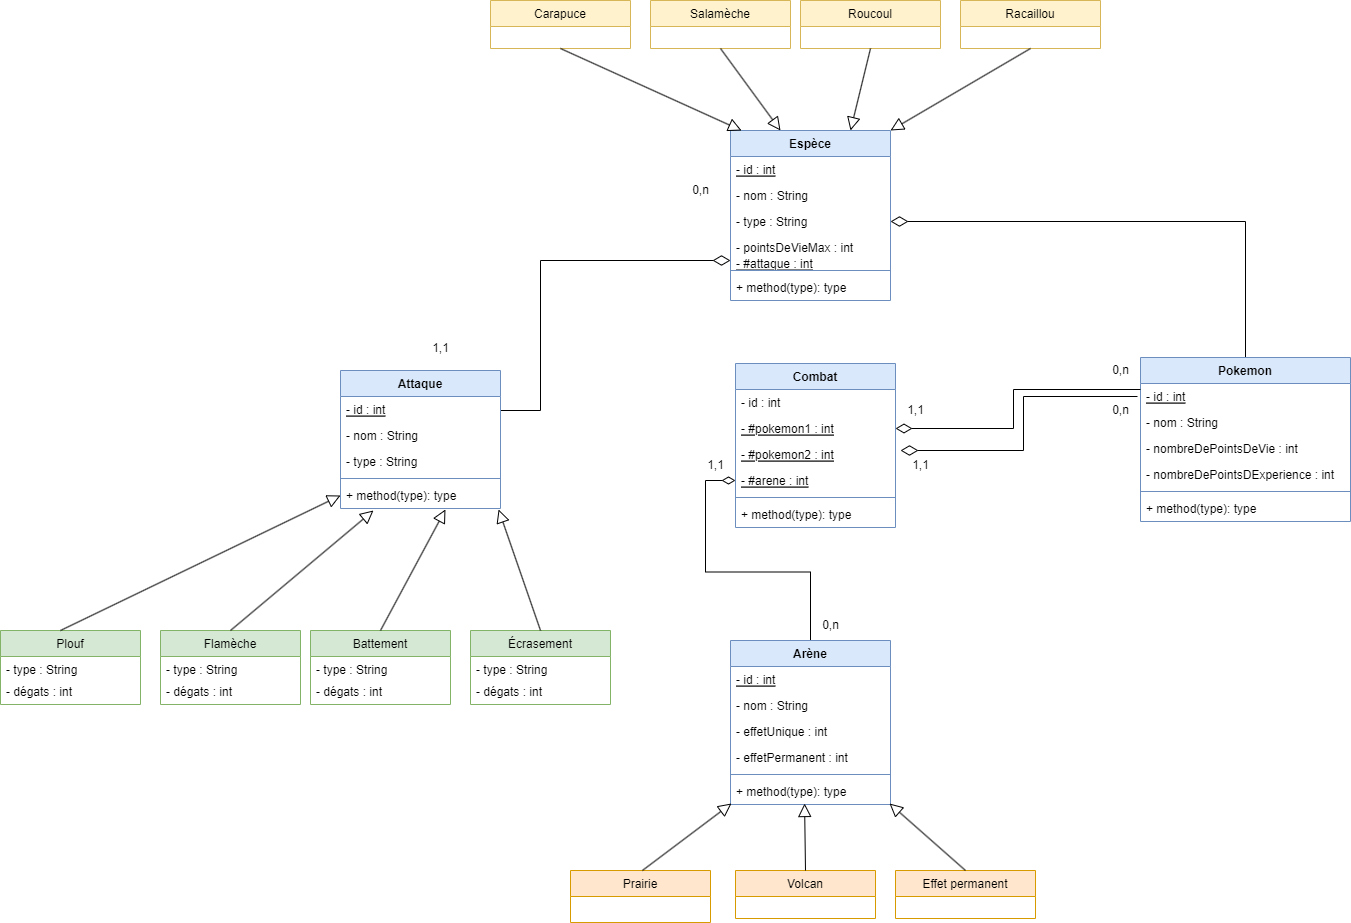 Carapuce
Salamèche
Roucoul
Racaillou
Espèce
- id : int
- nom : String
- type : String
- pointsDeVieMax : int
- #attaque : int
+ method(type): type
0,n
1,1
Attaque
- id : int
- nom : String
- type : String
+ method(type): type
Combat
- id : int
- #pokemon1 : int
- #pokemon2 : int
- #arene : int
+ method(type): type
1,1
1,1
1,1
0,n
0,n
Pokemon
- id : int
- nom : String
- nombreDePointsDeVie : int
- nombreDePointsDExperience : int
+ method(type): type
Plouf
- type : String
- dégats : int
Flamèche
- type : String
- dégats : int
Battement
- type : String
- dégats : int
Écrasement
- type : String
- dégats : int
0,n
Arène
- id : int
- nom : String
- effetUnique : int
- effetPermanent : int
+ method(type): type
Prairie
Volcan
Effet permanent